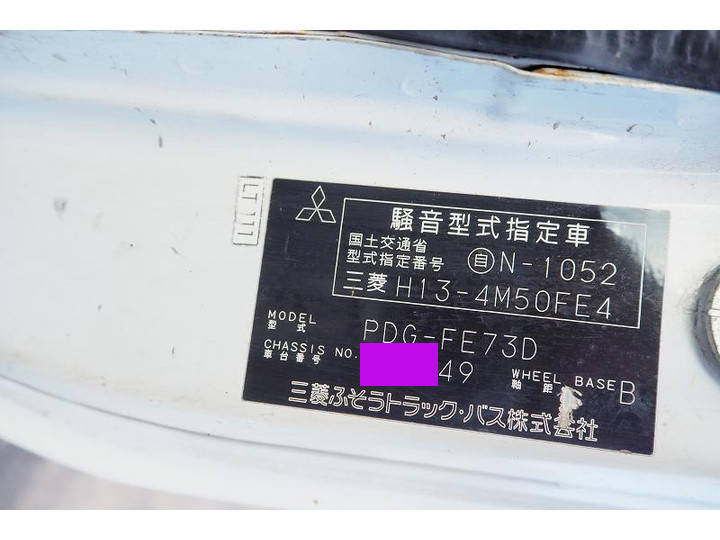 騒音型式指定車
国土交通省
型式指定番号 自N-1052
三菱 H13-4M50FE4
MODEL
型式 PDG-FE73D
CHASSIS NO.
車台番号 49 WHEEL BASE
軸距 B
三菱ふそうトラック・バス株式会社